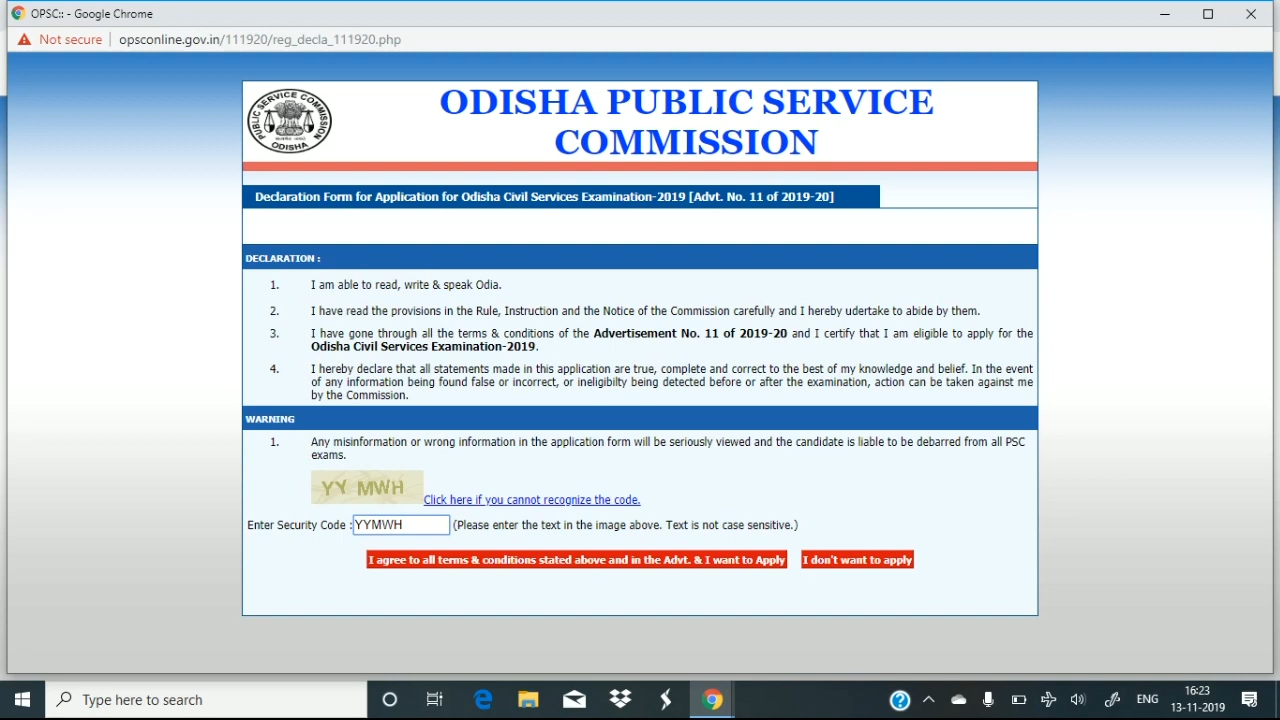 OPSC:: - Google Chrome
Not secure | opsconline.gov.in/111920/reg_decla_111920.php
PUBLIC SERVICE COMMISSION
ODISHA
ODISHA PUBLIC SERVICE
COMMISSION
Declaration Form for Application for Odisha Civil Services Examination-2019 [Advt. No. 11 of 2019-20]
DECLARATION :
1. I am able to read, write & speak Odia.
2. I have read the provisions in the Rule, Instruction and the Notice of the Commission carefully and I hereby udertake to abide by them.
3. I have gone through all the terms & conditions of the Advertisement No. 11 of 2019-20 and I certify that I am eligible to apply for the
Odisha Civil Services Examination-2019.
4. I hereby declare that all statements made in this application are true, complete and correct to the best of my knowledge and belief. In the event
of any information being found false or incorrect, or ineligibilty being detected before or after the examination, action can be taken against me
by the Commission.
WARNING
1. Any misinformation or wrong information in the application form will be seriously viewed and the candidate is liable to be debarred from all PSC
exams.
YY MWH
Click here if you cannot recognize the code.
Enter Security Code : YYMWH (Please enter the text in the image above. Text is not case sensitive.)
I agree to all terms & conditions stated above and in the Advt. & I want to Apply I don't want to apply
Type here to search
ENG
16:23
13-11-2019